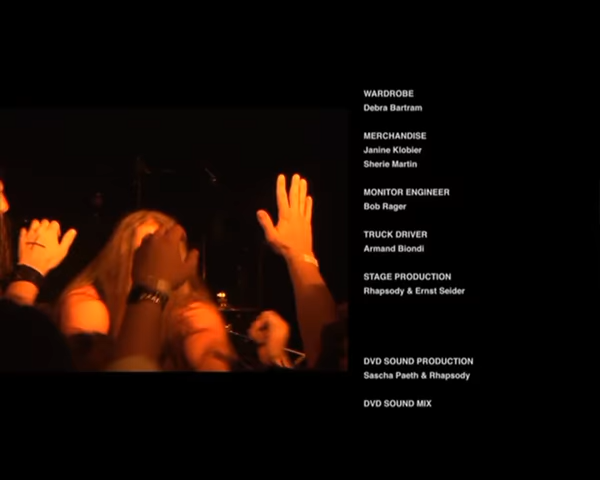 WARDROBE
Debra Bartram
MERCHANDISE
Janine Klobier
Sherie Martin
MONITOR ENGINEER
Bob Rager
TRUCK DRIVER
Armand Biondi
STAGE PRODUCTION
Rhapsody & Ernst Seider
DVD SOUND PRODUCTION
Sascha Paeth & Rhapsody
DVD SOUND MIX